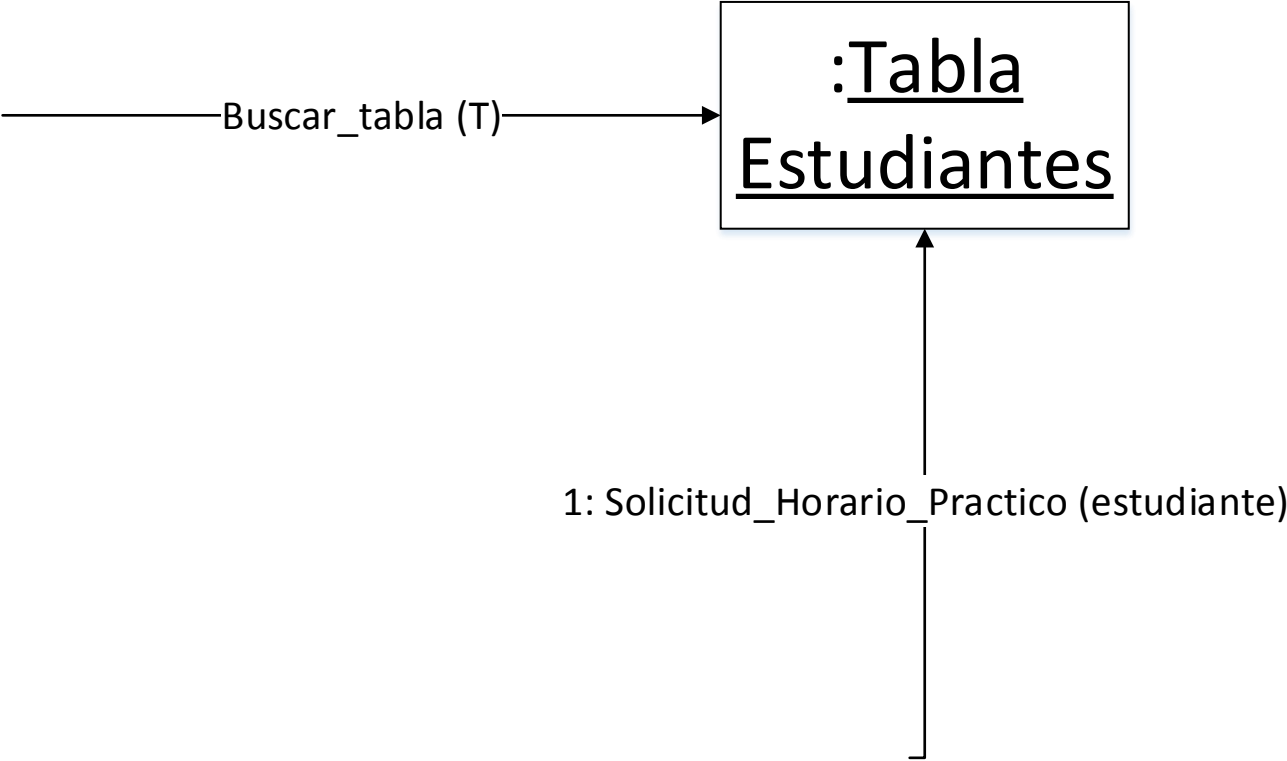 :Tabla
Estudiantes
Buscar_tabla (T)
1: Solicitud_Horario_Practico (estudiante)